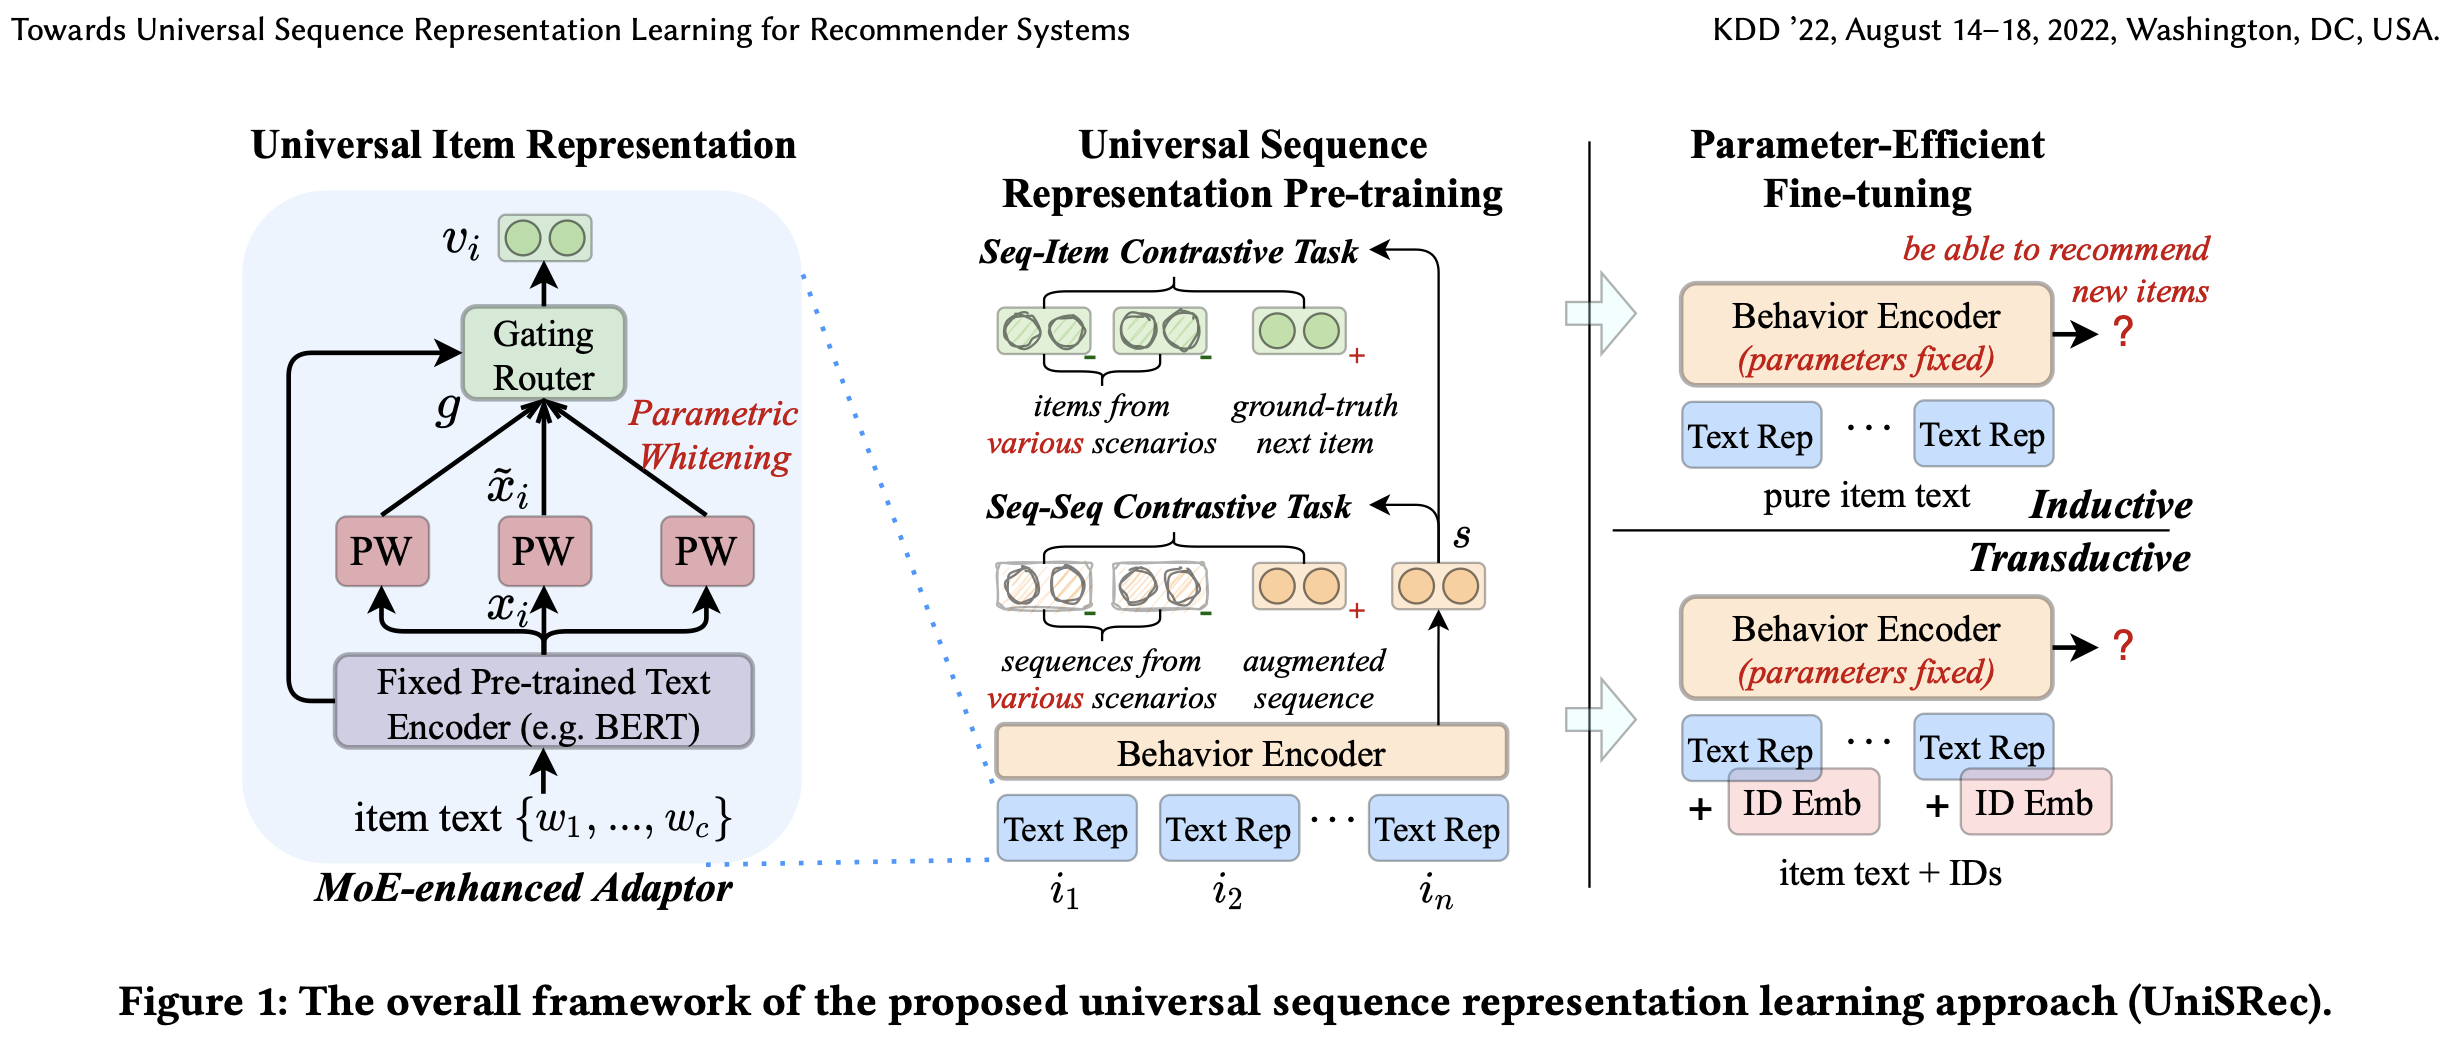 Towards Universal Sequence Representation Learning for Recommender Systems
KDD ’22, August 14–18, 2022, Washington, DC, USA.
Universal Item Representation
v_i
Gating
Router
g
Parametric
Whitening
x̃_i
PW
PW
PW
x_i
Fixed Pre-trained Text
Encoder (e.g. BERT)
item text {w_1, ..., w_c}
MoE-enhanced Adaptor
Universal Sequence
Representation Pre-training
Seq-Item Contrastive Task
-
-
+
items from
various scenarios
ground-truth
next item
Seq-Seq Contrastive Task
s
-
-
+
sequences from
various scenarios
augmented
sequence
Behavior Encoder
Text Rep
Text Rep
···
Text Rep
i_1
i_2
i_n
Parameter-Efficient
Fine-tuning
be able to recommend
new items
Behavior Encoder
(parameters fixed)
?
Text Rep
···
Text Rep
pure item text
Inductive
Transductive
Behavior Encoder
(parameters fixed)
?
Text Rep
···
Text Rep
+ ID Emb
+ ID Emb
item text + IDs
Figure 1: The overall framework of the proposed universal sequence representation learning approach (UniSRec).